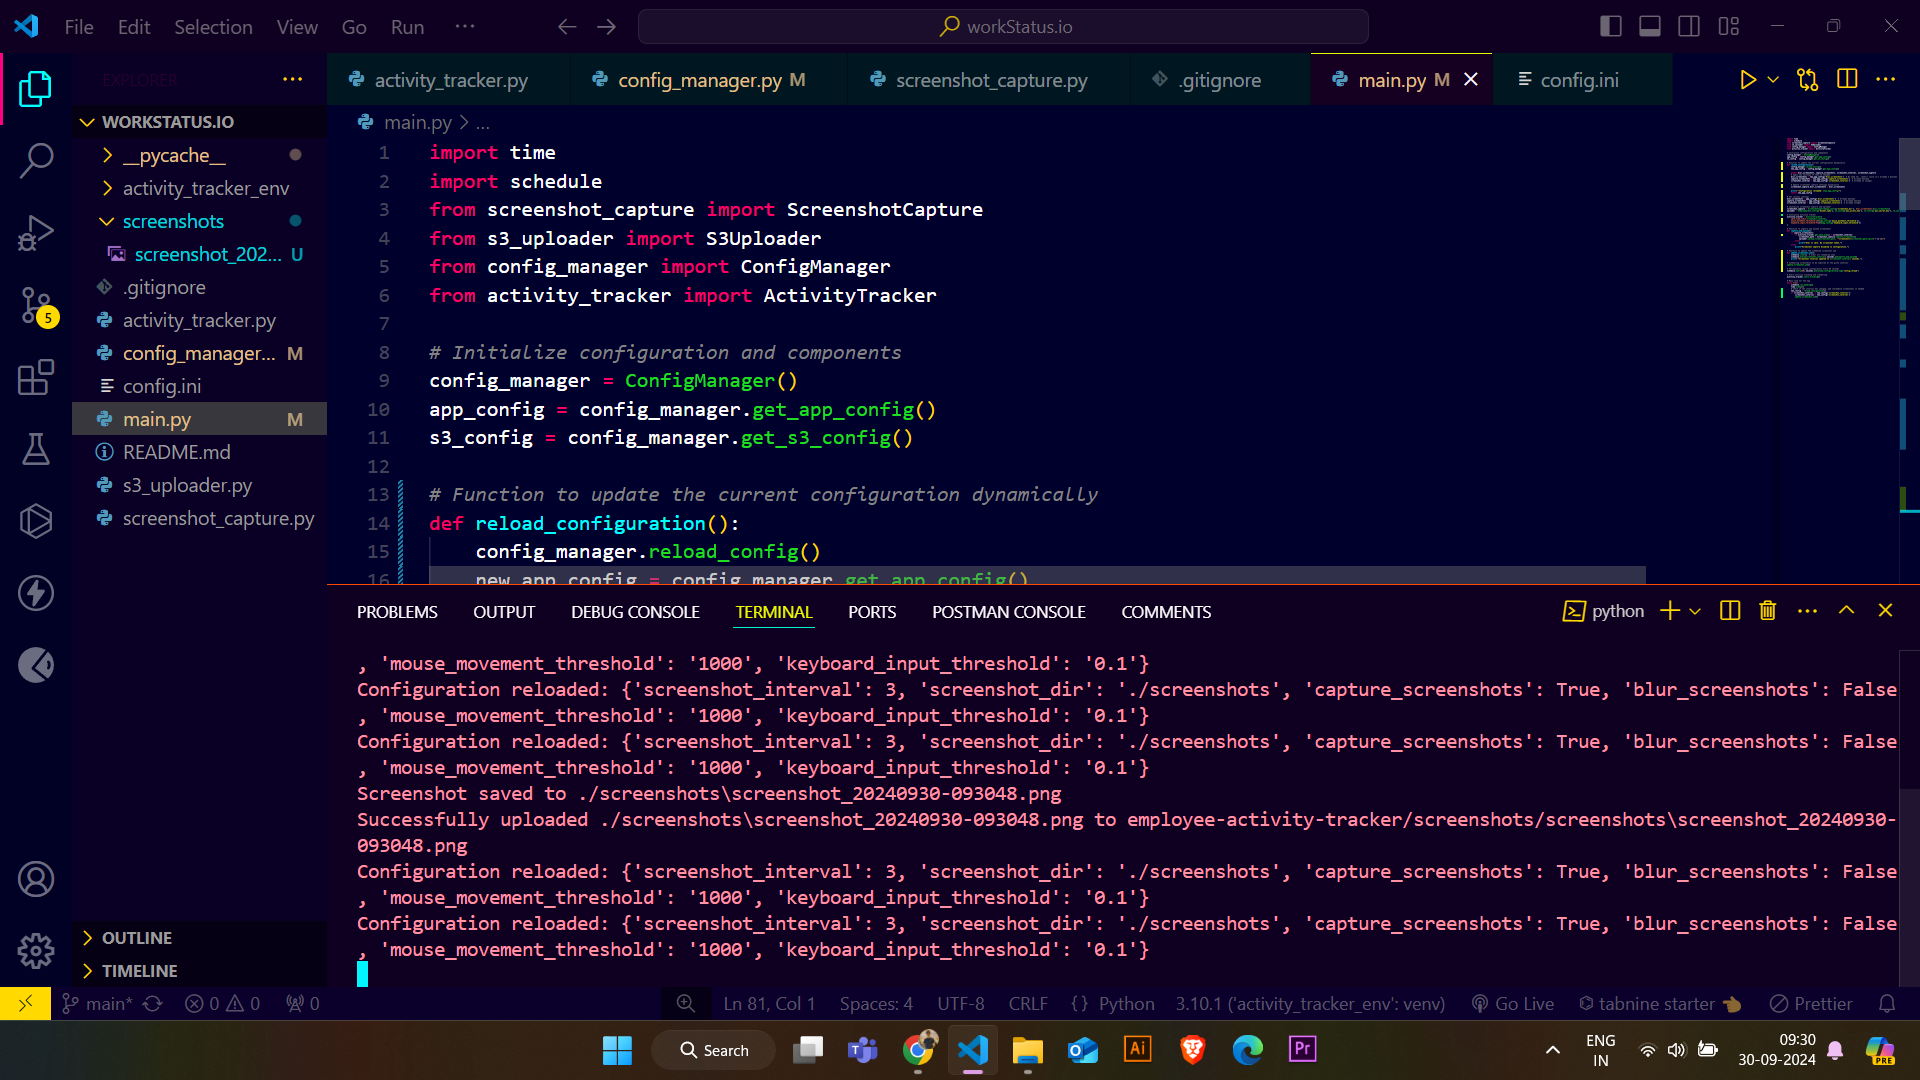 File Edit Selection View Go Run ···
workStatus.io
EXPLORER
activity_tracker.py
config_manager.py M
screenshot_capture.py
.gitignore
main.py M
config.ini
WORKSTATUS.IO
__pycache__
activity_tracker_env
screenshots
screenshot_202... U
.gitignore
activity_tracker.py
config_manager... M
config.ini
main.py M
README.md
s3_uploader.py
screenshot_capture.py
OUTLINE
TIMELINE
5
main.py > ...
1 import time
2 import schedule
3 from screenshot_capture import ScreenshotCapture
4 from s3_uploader import S3Uploader
5 from config_manager import ConfigManager
6 from activity_tracker import ActivityTracker
7
8 # Initialize configuration and components
9 config_manager = ConfigManager()
10 app_config = config_manager.get_app_config()
11 s3_config = config_manager.get_s3_config()
12
13 # Function to update the current configuration dynamically
14 def reload_configuration():
15 config_manager.reload_config()
16 new_app_config = config_manager.get_app_config()
PROBLEMS OUTPUT DEBUG CONSOLE TERMINAL PORTS POSTMAN CONSOLE COMMENTS
python
, 'mouse_movement_threshold': '1000', 'keyboard_input_threshold': '0.1'}
Configuration reloaded: {'screenshot_interval': 3, 'screenshot_dir': './screenshots', 'capture_screenshots': True, 'blur_screenshots': False
, 'mouse_movement_threshold': '1000', 'keyboard_input_threshold': '0.1'}
Configuration reloaded: {'screenshot_interval': 3, 'screenshot_dir': './screenshots', 'capture_screenshots': True, 'blur_screenshots': False
, 'mouse_movement_threshold': '1000', 'keyboard_input_threshold': '0.1'}
Screenshot saved to ./screenshots\screenshot_20240930-093048.png
Successfully uploaded ./screenshots\screenshot_20240930-093048.png to employee-activity-tracker/screenshots/screenshots\screenshot_20240930-
093048.png
Configuration reloaded: {'screenshot_interval': 3, 'screenshot_dir': './screenshots', 'capture_screenshots': True, 'blur_screenshots': False
, 'mouse_movement_threshold': '1000', 'keyboard_input_threshold': '0.1'}
Configuration reloaded: {'screenshot_interval': 3, 'screenshot_dir': './screenshots', 'capture_screenshots': True, 'blur_screenshots': False
, 'mouse_movement_threshold': '1000', 'keyboard_input_threshold': '0.1'}
main* 0 0 0 Ln 81, Col 1 Spaces: 4 UTF-8 CRLF {} Python 3.10.1 ('activity_tracker_env': venv) Go Live tabnine starter Prettier
Search
Ai
Pr
ENG
IN
09:30
30-09-2024
PRE